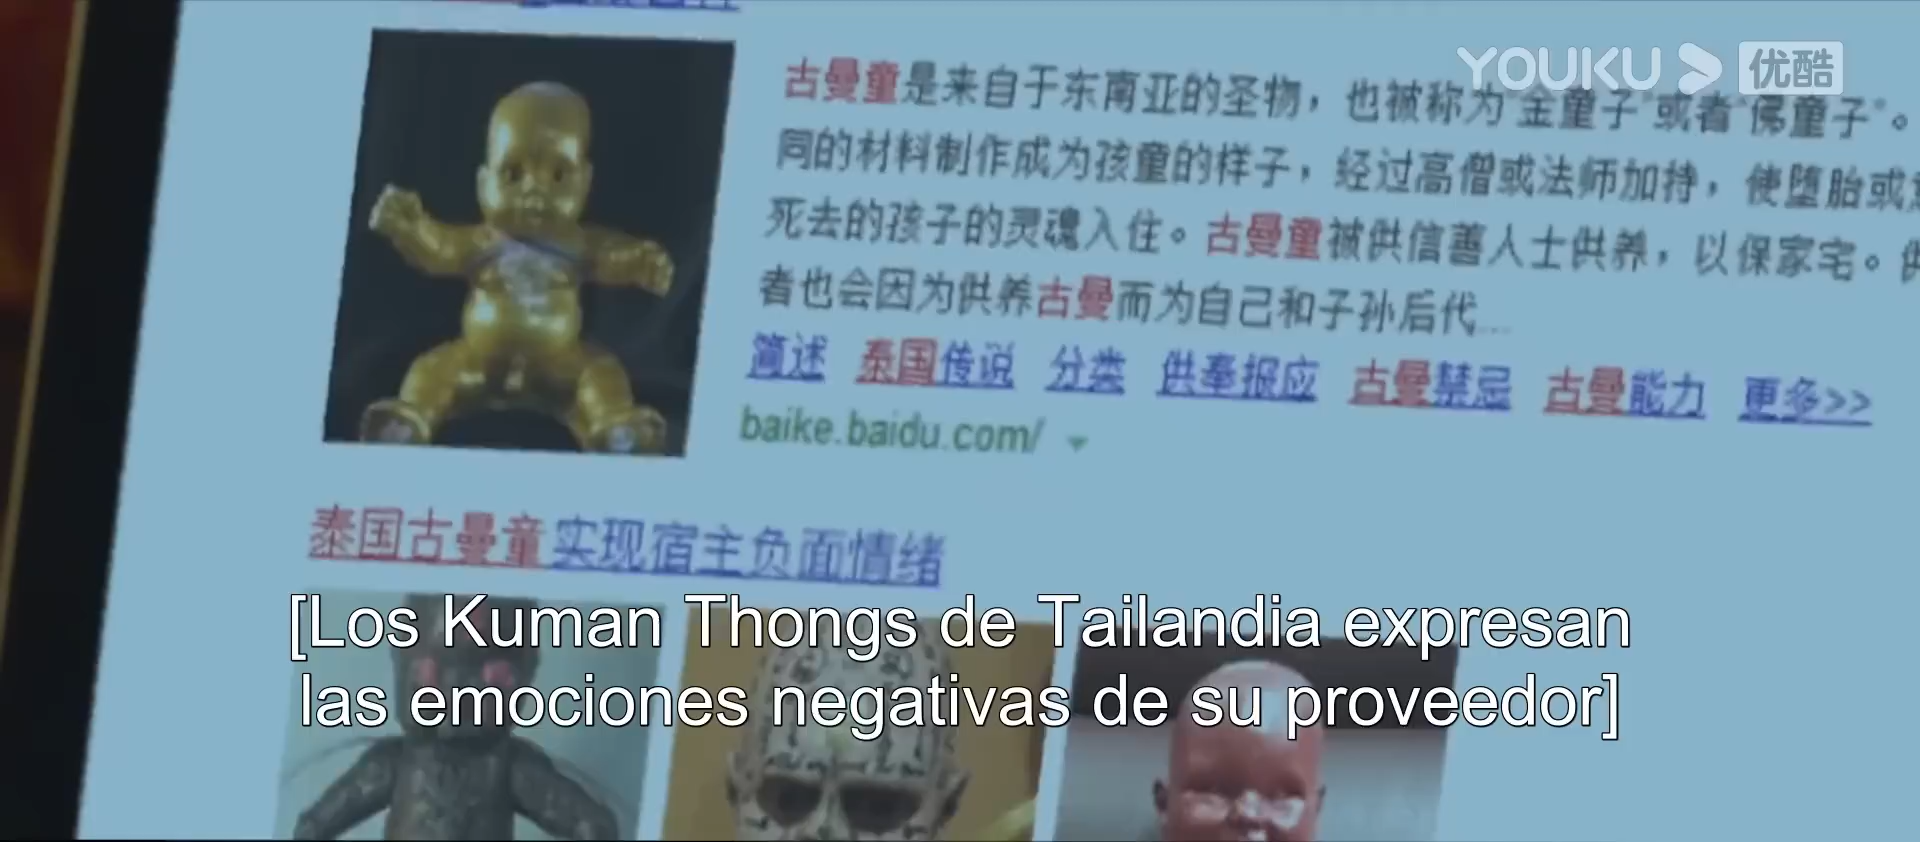 YOUKU 优酷
古曼童是来自于东南亚的圣物，也被称为“金童子”或者“佛童子”。
同的材料制作成为孩童的样子，经过高僧或法师加持，使堕胎或
死去的孩子的灵魂入住。古曼童被供信善人士供养，以保家宅。供
者也会因为供养古曼而为自己和子孙后代...
简述 泰国传说 分类 供奉报应 古曼禁忌 古曼能力 更多>>
baike.baidu.com/
泰国古曼童实现宿主负面情绪
[Los Kuman Thongs de Tailandia expresan
las emociones negativas de su proveedor]